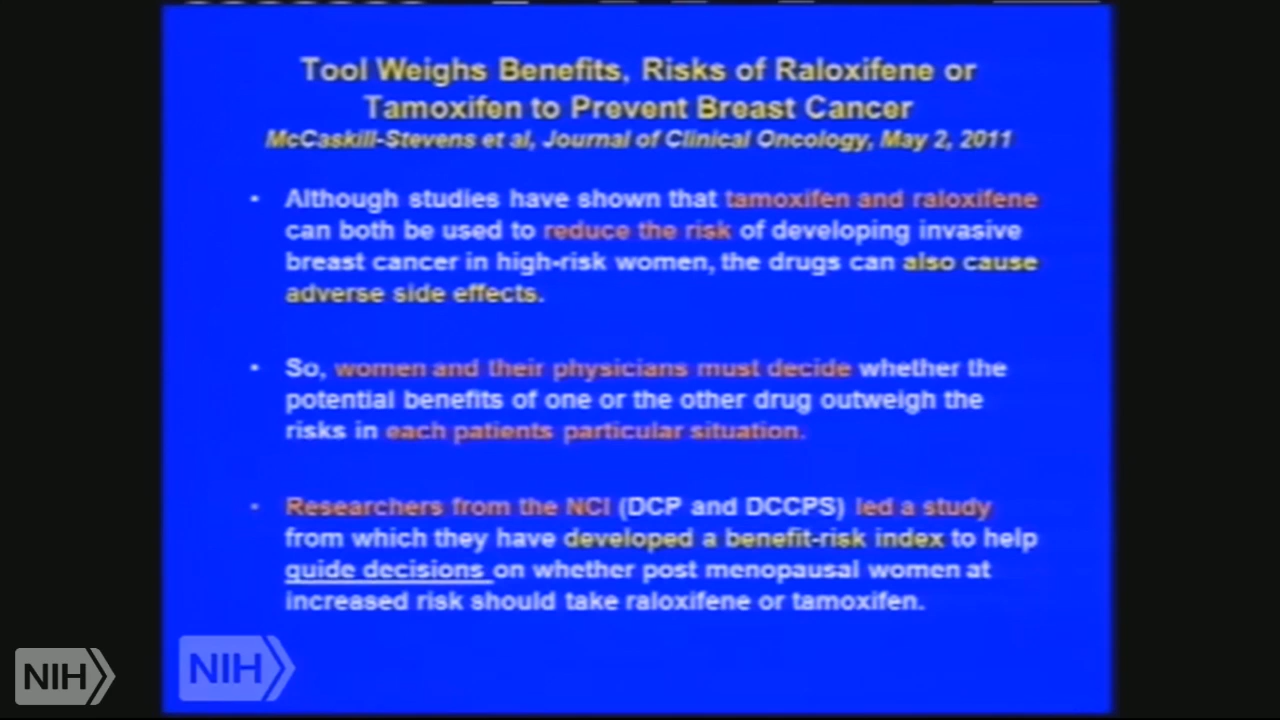 Tool Weighs Benefits, Risks of Raloxifene or
Tamoxifen to Prevent Breast Cancer
McCaskill-Stevens et al, Journal of Clinical Oncology, May 2, 2011
• Although studies have shown that tamoxifen and raloxifene
can both be used to reduce the risk of developing invasive
breast cancer in high-risk women, the drugs can also cause
adverse side effects.
• So, women and their physicians must decide whether the
potential benefits of one or the other drug outweigh the
risks in each patients particular situation.
• Researchers from the NCI (DCP and DCCPS) led a study
from which they have developed a benefit-risk index to help
guide decisions on whether post menopausal women at
increased risk should take raloxifene or tamoxifen.
NIH
NIH